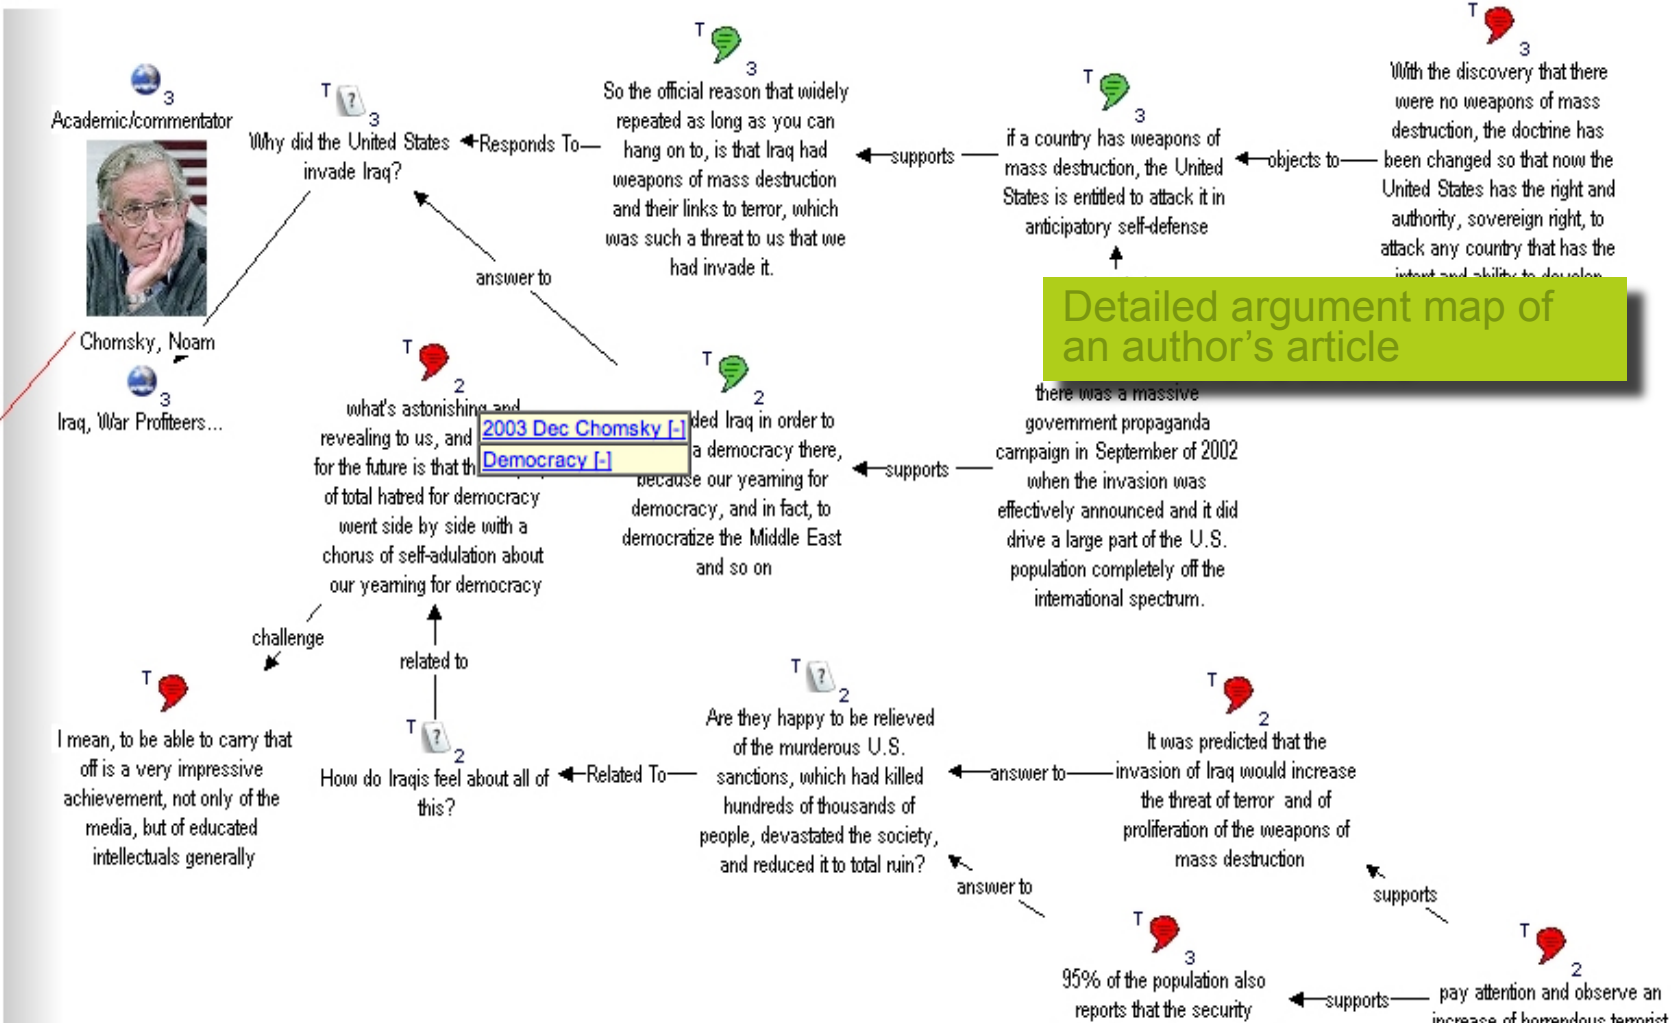 3
Academic/commentator
Chomsky, Noam
3
Iraq, War Profiteers...
T
3
Why did the United States
invade Iraq?
Responds To
T
3
So the official reason that widely
repeated as long as you can
hang on to, is that Iraq had
weapons of mass destruction
and their links to terror, which
was such a threat to us that we
had invade it.
supports
T
3
if a country has weapons of
mass destruction, the United
States is entitled to attack it in
anticipatory self-defense
objects to
T
3
With the discovery that there
were no weapons of mass
destruction, the doctrine has
been changed so that now the
United States has the right and
authority, sovereign right, to
attack any country that has the
intent and ability to develop
Detailed argument map of
an author's article
answer to
T
2
what's astonishing and
revealing to us, and
for the future is that
of total hatred for democracy
went side by side with a
chorus of self-adulation about
our yearning for democracy
2003 Dec Chomsky [-]
Democracy [-]
T
2
Iraq in order to
a democracy there,
because our yearning for
democracy, and in fact, to
democratize the Middle East
and so on
supports
there was a massive
government propaganda
campaign in September of 2002
when the invasion was
effectively announced and it did
drive a large part of the U.S.
population completely off the
international spectrum.
challenge
related to
T
I mean, to be able to carry that
off is a very impressive
achievement, not only of the
media, but of educated
intellectuals generally
T
2
How do Iraqis feel about all of
this?
Related To
T
2
Are they happy to be relieved
of the murderous U.S.
sanctions, which had killed
hundreds of thousands of
people, devastated the society,
and reduced it to total ruin?
answer to
T
2
It was predicted that the
invasion of Iraq would increase
the threat of terror and of
proliferation of the weapons of
mass destruction
answer to
supports
T
3
95% of the population also
reports that the security
supports
T
2
pay attention and observe an
increase of horrendous terrorist